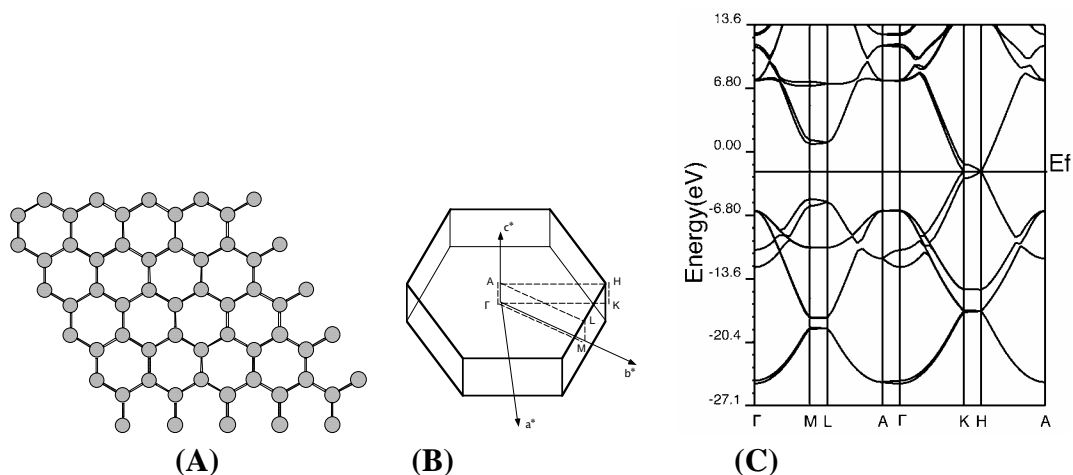 c*
A
H
Γ
K
L
M
b*
a*
Energy(eV)
13.6
6.80
0.00
-6.80
-13.6
-20.4
-27.1
Ef
Γ M L A Γ K H A
(A) (B) (C)